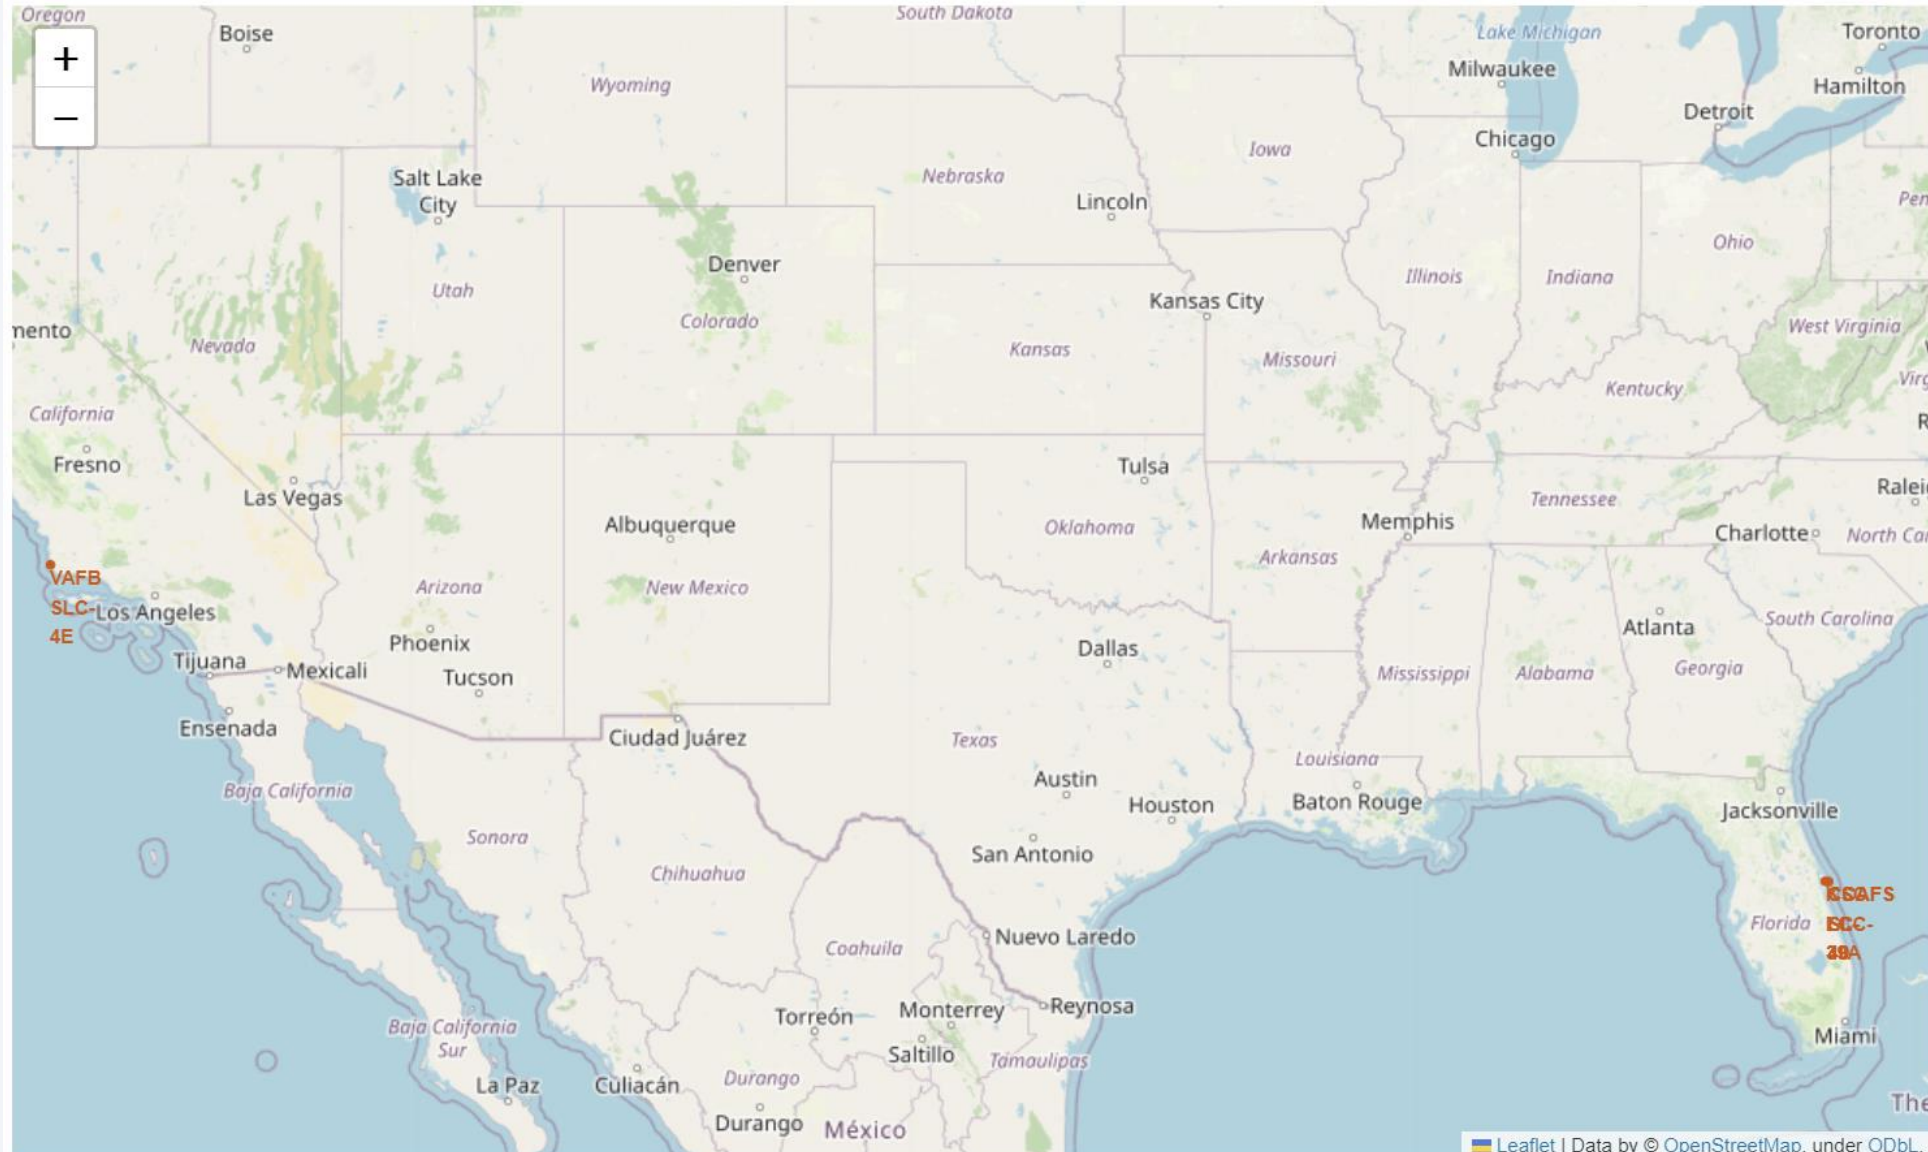 Oregon
South Dakota
+
Boise
Lake Michigan
Toronto
Milwaukee
Wyoming
Hamilton
−
Detroit
Chicago
Iowa
Salt Lake
City
Nebraska
Lincoln
Pen
Ohio
Denver
Illinois
Indiana
Utah
Kansas City
Colorado
West Virginia
mento
Nevada
Kansas
Missouri
Virg
Kentucky
California
R
Fresno
Tulsa
Las Vegas
Ralei
Tennessee
Albuquerque
Memphis
Oklahoma
Charlotte
North Car
Arkansas
VAFB
SLC-
4E
Arizona
New Mexico
Los Angeles
South Carolina
Atlanta
Phoenix
Dallas
Tijuana
Mexicali
Georgia
Mississippi
Alabama
Tucson
Ensenada
Ciudad Juárez
Texas
Louisiana
Austin
Baja California
Houston
Baton Rouge
Jacksonville
Sonora
San Antonio
Chihuahua
Florida
Nuevo Laredo
Coahuila
Monterrey
Reynosa
Torreón
Baja California
Sur
Miami
Saltillo
Tamaulipas
Durango
La Paz
Culiacán
Durango
México
The
Leaflet | Data by © OpenStreetMap, under ODbL.